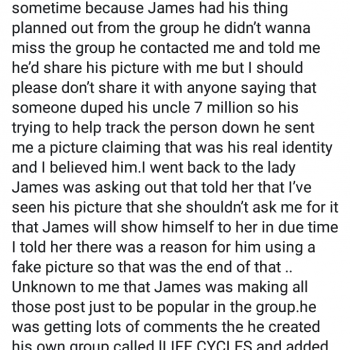 sometime because James had his thing
planned out from the group he didn’t wanna
miss the group he contacted me and told me
he’d share his picture with me but I should
please don’t share it with anyone saying that
someone duped his uncle 7 million so his
trying to help track the person down he sent
me a picture claiming that was his real identity
and I believed him.I went back to the lady
James was asking out that told her that I’ve
seen his picture that she shouldn’t ask me for it
that James will show himself to her in due time
I told her there was a reason for him using a
fake picture so that was the end of that ..
Unknown to me that James was making all
those post just to be popular in the group.he
was getting lots of comments the he created
his own group called lLIFE CYCLES and added